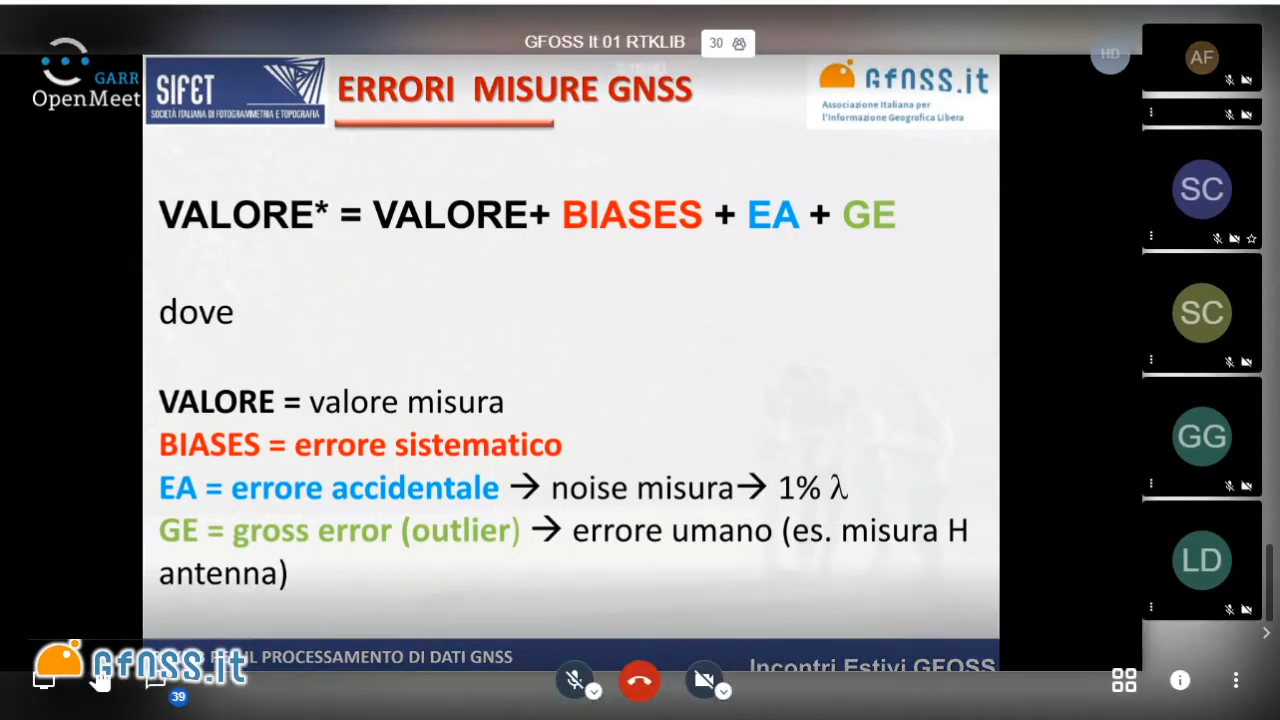 GFOSS It 01 RTKLIB
30
HD
AF
GARR
OpenMeet
SIFET
SOCIETÀ ITALIANA DI FOTOGRAMMETRIA E TOPOGRAFIA
ERRORI MISURE GNSS
GFOSS.it
Associazione Italiana per
l'Informazione Geografica Libera
SC
VALORE* = VALORE+ BIASES + EA + GE
dove
SC
VALORE = valore misura
BIASES = errore sistematico
GG
EA = errore accidentale → noise misura→ 1% λ
GE = gross error (outlier) → errore umano (es. misura H
antenna)
LD
GFOSS.it
IL PROCESSAMENTO DI DATI GNSS
Incontri Estivi GFOSS
39